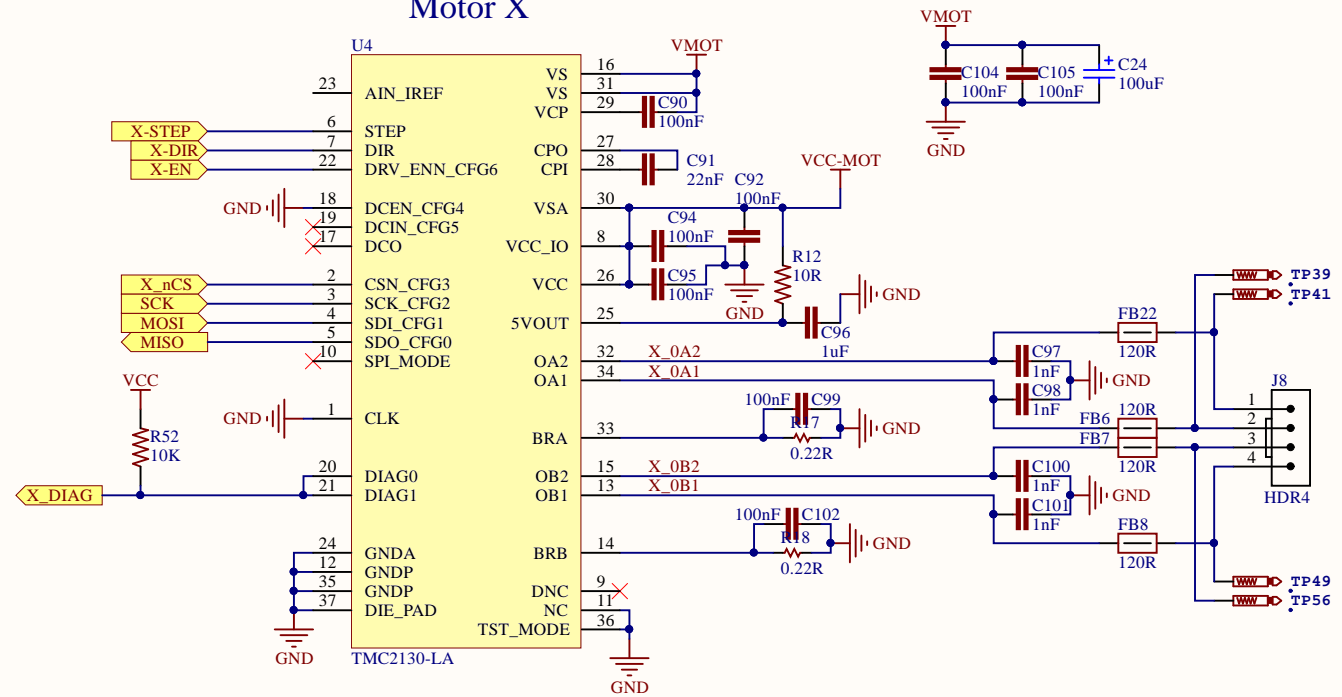 Motor X
U4
VMOT
VMOT
23 AIN_IREF
VS 16
VS 31
VCP 29
C90
100nF
C104
100nF
C105
100nF
+ C24
100uF
GND
X-STEP 6 STEP
X-DIR 7 DIR
X-EN 22 DRV_ENN_CFG6
CPO 27
CPI 28
C91
22nF
VCC-MOT
C92
100nF
GND 18 DCEN_CFG4
19 DCIN_CFG5
17 DCO
VSA 30
C94
100nF
VCC_IO 8
R12
10R
X_nCS 2 CSN_CFG3
SCK 3 SCK_CFG2
MOSI 4 SDI_CFG1
MISO 5 SDO_CFG0
10 SPI_MODE
VCC 26
C95
100nF
GND
GND
5VOUT 25
C96
1uF
TP39
TP41
FB22
120R
OA2 32 X_0A2
OA1 34 X_0A1
C97
1nF
C98
1nF
GND
VCC
R52
10K
GND 1 CLK
100nF C99
R17
0.22R
GND
BRA 33
120R
FB6
FB7
120R
J8
1
2
3
4
HDR4
20 DIAG0
X_DIAG 21 DIAG1
OB2 15 X_0B2
OB1 13 X_0B1
C100
1nF
C101
1nF
GND
FB8
120R
100nF C102
R18
0.22R
GND
24 GNDA
12 GNDP
35 GNDP
37 DIE_PAD
GND
BRB 14
DNC 9
NC 11
TST_MODE 36
GND
TP49
TP56
TMC2130-LA